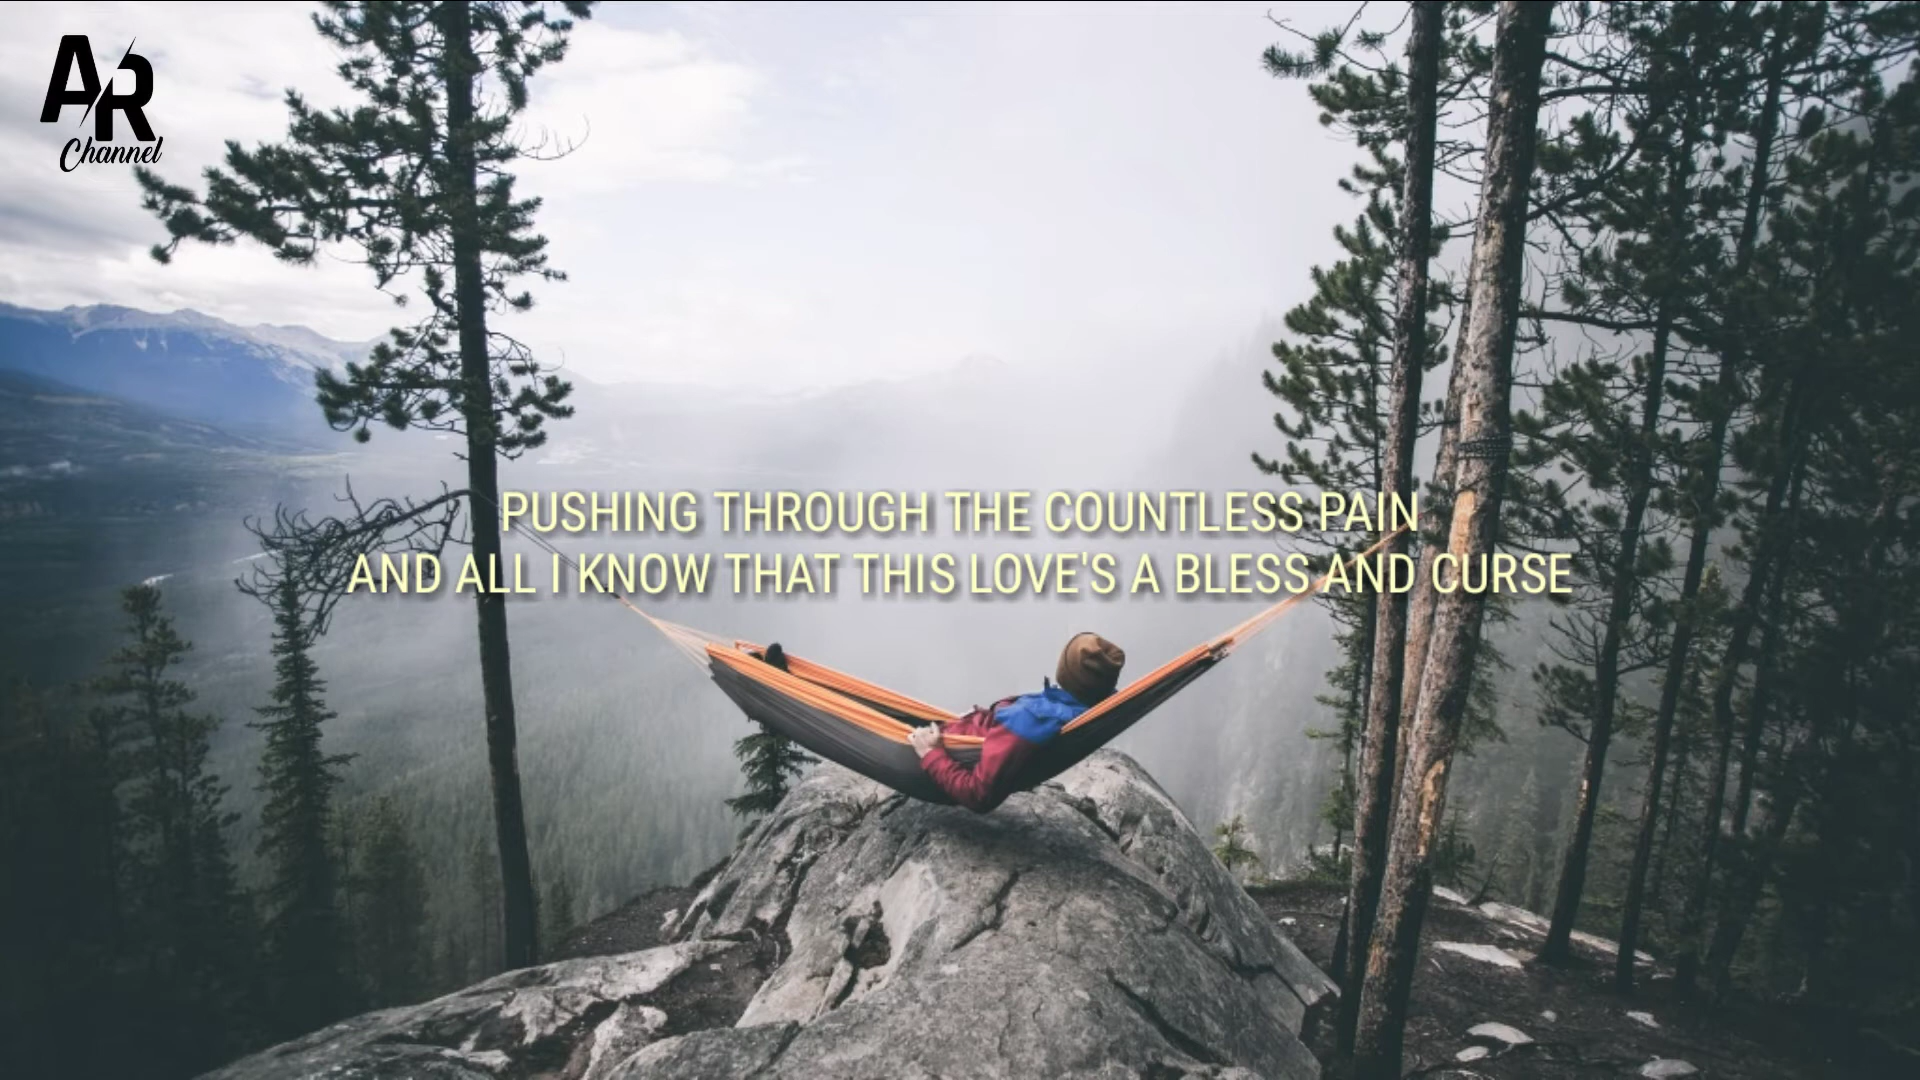 AR
Channel
PUSHING THROUGH THE COUNTLESS PAIN
AND ALL I KNOW THAT THIS LOVE'S A BLESS AND CURSE